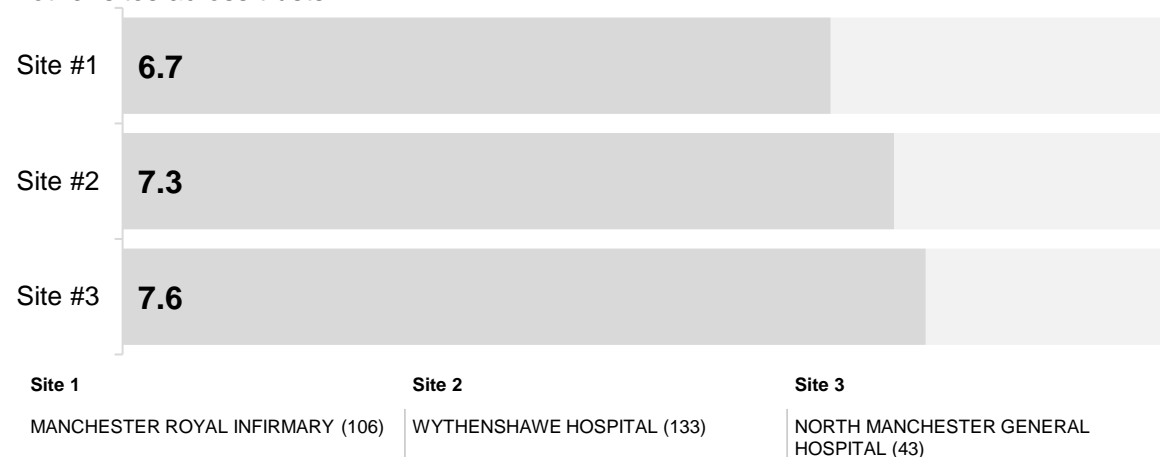 Site #1
6.7
Site #2
7.3
Site #3
7.6
Site 1
Site 2
Site 3
MANCHESTER ROYAL INFIRMARY (106)
WYTHENSHAWE HOSPITAL (133)
NORTH MANCHESTER GENERAL
HOSPITAL (43)